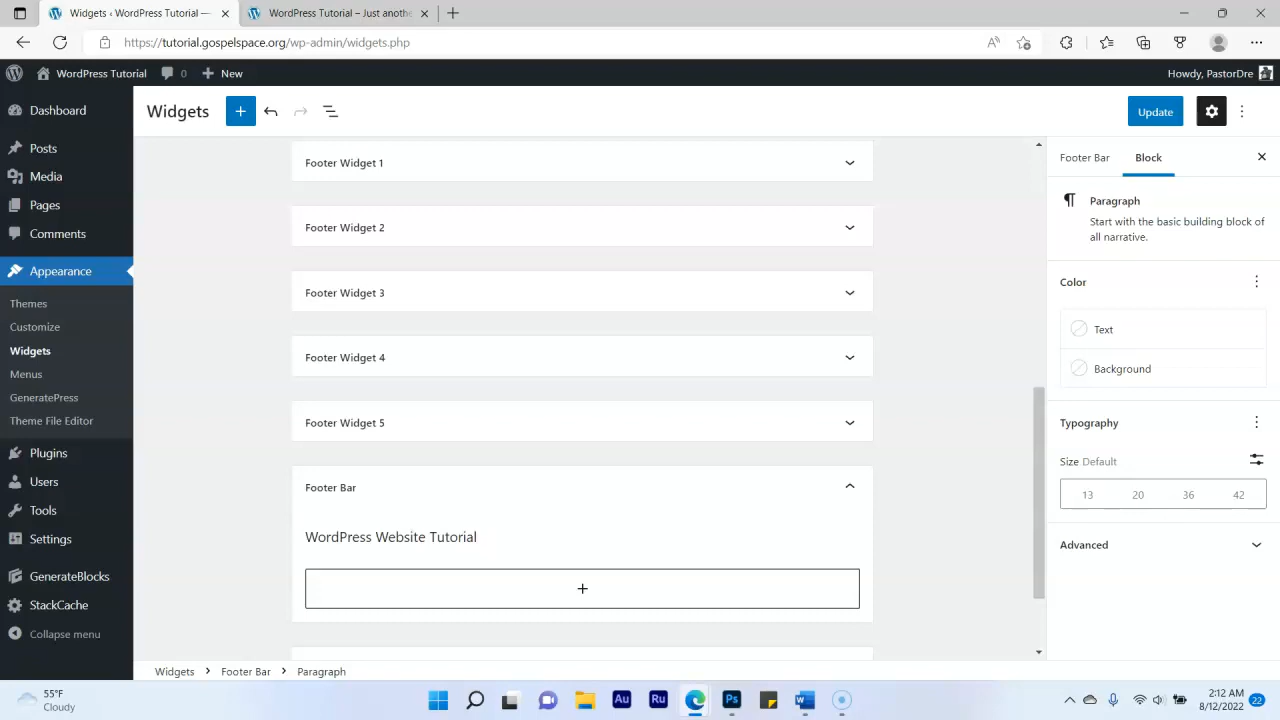 Widgets ‹ WordPress Tutorial —
WordPress Tutorial – Just anothe
https://tutorial.gospelspace.org/wp-admin/widgets.php
WordPress Tutorial
0
New
Howdy, PastorDre
Dashboard
Posts
Media
Pages
Comments
Appearance
Themes
Customize
Widgets
Menus
GeneratePress
Theme File Editor
Plugins
Users
Tools
Settings
GenerateBlocks
StackCache
Collapse menu
Widgets
Update
Footer Widget 1
Footer Widget 2
Footer Widget 3
Footer Widget 4
Footer Widget 5
Footer Bar
WordPress Website Tutorial
Footer Bar
Block
Paragraph
Start with the basic building block of
all narrative.
Color
Text
Background
Typography
Size Default
13 20 36 42
Advanced
Widgets > Footer Bar > Paragraph
55°F
Cloudy
Au
Ru
Ps
2:12 AM
8/12/2022
22